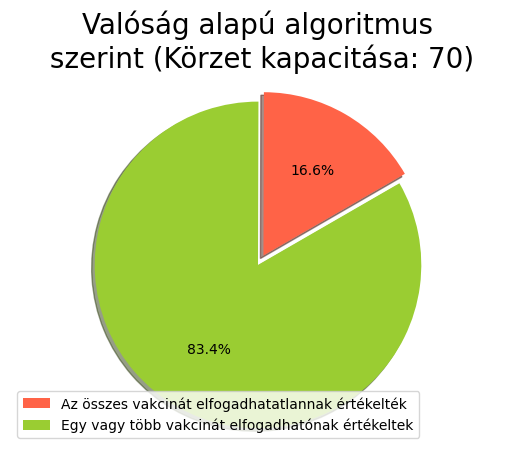 Valóság alapú algoritmus
szerint (Körzet kapacitása: 70)
16.6%
83.4%
Az összes vakcinát elfogadhatatlannak értékelték
Egy vagy több vakcinát elfogadhatónak értékeltek